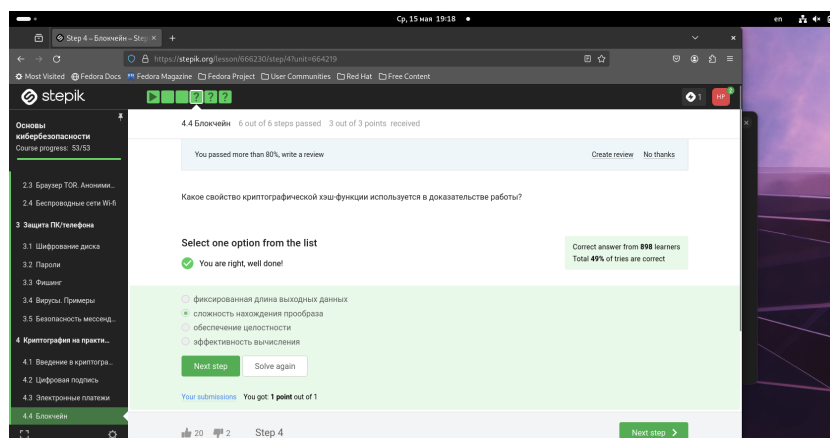 Ср, 15 мая 19:18
en
Step 4 – Блокчейн – Step
https://stepik.org/lesson/666230/step/4?unit=664219
Most Visited Fedora Docs Fedora Magazine Fedora Project User Communities Red Hat Free Content
stepik
? ? ?
1 HP 2
Основы
кибербезопасности
Course progress: 53/53
4.4 Блокчейн 6 out of 6 steps passed 3 out of 3 points received
You passed more than 80%, write a review Create review No thanks
2.3 Браузер TOR. Аноними...
2.4 Беспроводные сети Wi-fi
3 Защита ПК/телефона
3.1 Шифрование диска
3.2 Пароли
3.3 Фишинг
3.4 Вирусы. Примеры
3.5 Безопасность мессенд...
4 Криптография на практи...
4.1 Введение в криптогра...
4.2 Цифровая подпись
4.3 Электронные платежи
4.4 Блокчейн
Какое свойство криптографической хэш-функции используется в доказательстве работы?
Select one option from the list
You are right, well done!
Correct answer from 898 learners
Total 49% of tries are correct
фиксированная длина выходных данных
сложность нахождения прообраза
обеспечение целостности
эффективность вычисления
Next step Solve again
Your submissions You got: 1 point out of 1
20 2 Step 4 Next step